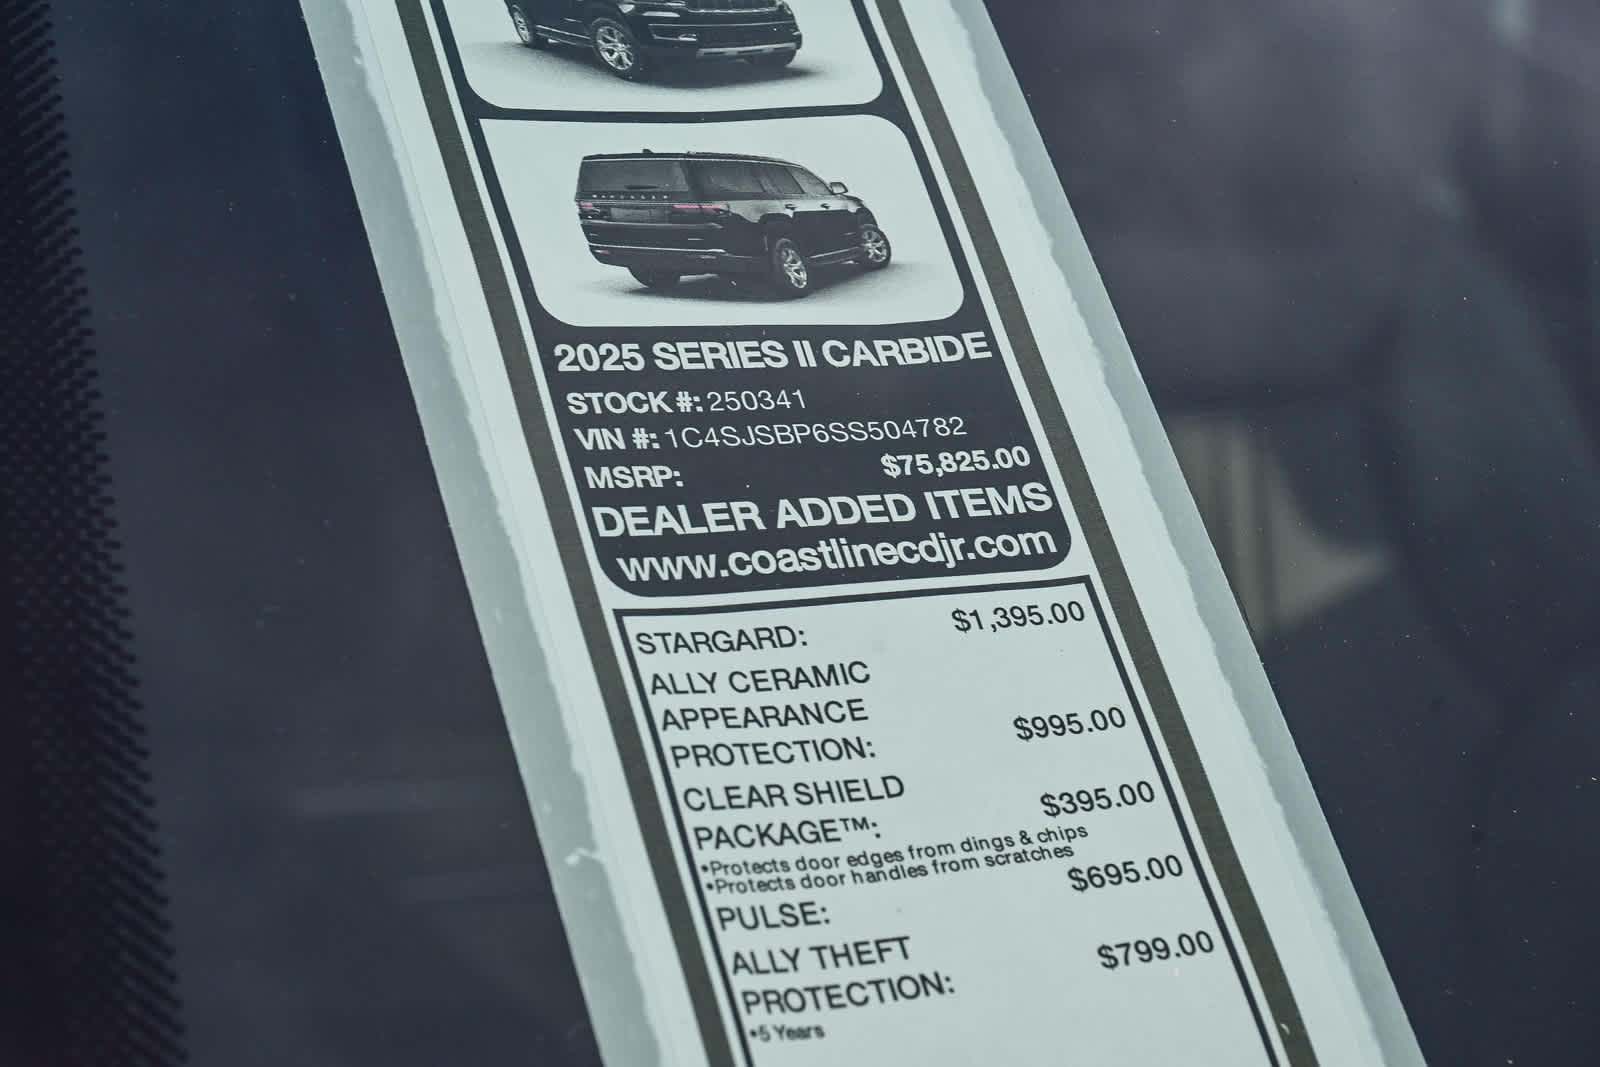 2025 SERIES II CARBIDE
STOCK #: 250341
VIN #: 1C4SJSBP6SS504782
MSRP: $75,825.00
DEALER ADDED ITEMS
www.coastlinecdjr.com
STARGARD: $1,395.00
ALLY CERAMIC
APPEARANCE
PROTECTION: $995.00
CLEAR SHIELD
PACKAGE™: $395.00
•Protects door edges from dings & chips
•Protects door handles from scratches
PULSE: $695.00
ALLY THEFT
PROTECTION: $799.00
•5 Years